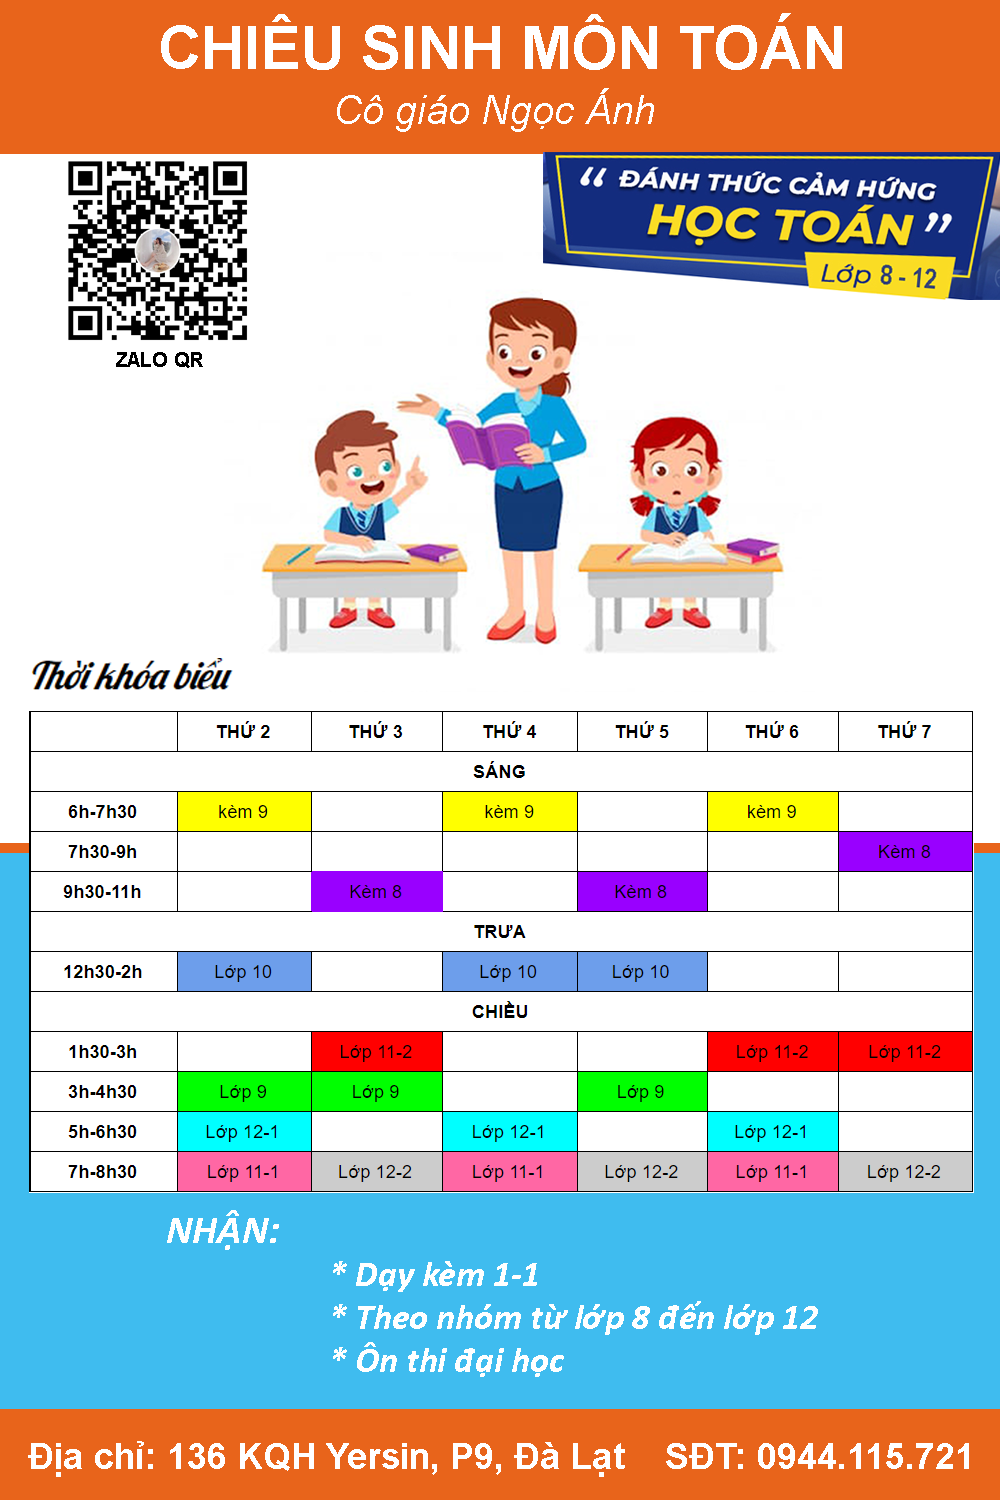 CHIÊU SINH MÔN TOÁN
Cô giáo Ngọc Ánh
ZALO QR
“ ĐÁNH THỨC CẢM HỨNG
HỌC TOÁN ”
Lớp 8 - 12
Thời khóa biểu
THỨ 2 THỨ 3 THỨ 4 THỨ 5 THỨ 6 THỨ 7
SÁNG
6h-7h30 kèm 9 kèm 9 kèm 9
7h30-9h Kèm 8
9h30-11h Kèm 8 Kèm 8
TRƯA
12h30-2h Lớp 10 Lớp 10 Lớp 10
CHIỀU
1h30-3h Lớp 11-2 Lớp 11-2 Lớp 11-2
3h-4h30 Lớp 9 Lớp 9 Lớp 9
5h-6h30 Lớp 12-1 Lớp 12-1 Lớp 12-1
7h-8h30 Lớp 11-1 Lớp 12-2 Lớp 11-1 Lớp 12-2 Lớp 11-1 Lớp 12-2
NHẬN:
* Dạy kèm 1-1
* Theo nhóm từ lớp 8 đến lớp 12
* Ôn thi đại học
Địa chỉ: 136 KQH Yersin, P9, Đà Lạt SĐT: 0944.115.721